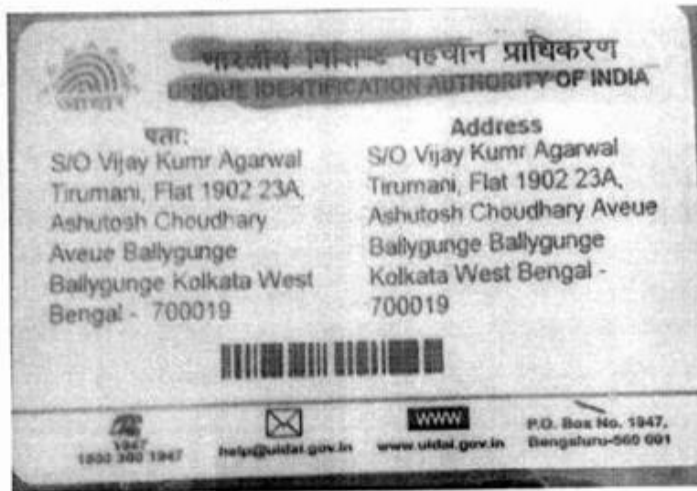 भारतीय विशिष्ट पहचान प्राधिकरण
UNIQUE IDENTIFICATION AUTHORITY OF INDIA
आधार
पता:
S/O Vijay Kumr Agarwal
Tirumani, Flat 1902 23A,
Ashutosh Choudhary
Aveue Ballygunge
Ballygunge Kolkata West
Bengal - 700019
Address
S/O Vijay Kumr Agarwal
Tirumani, Flat 1902 23A,
Ashutosh Choudhary Aveue
Ballygunge Ballygunge
Kolkata West Bengal -
700019
1947
1800 300 1947
help@uidai.gov.in
WWW
www.uidai.gov.in
P.O. Box No. 1947,
Bengaluru-560 001